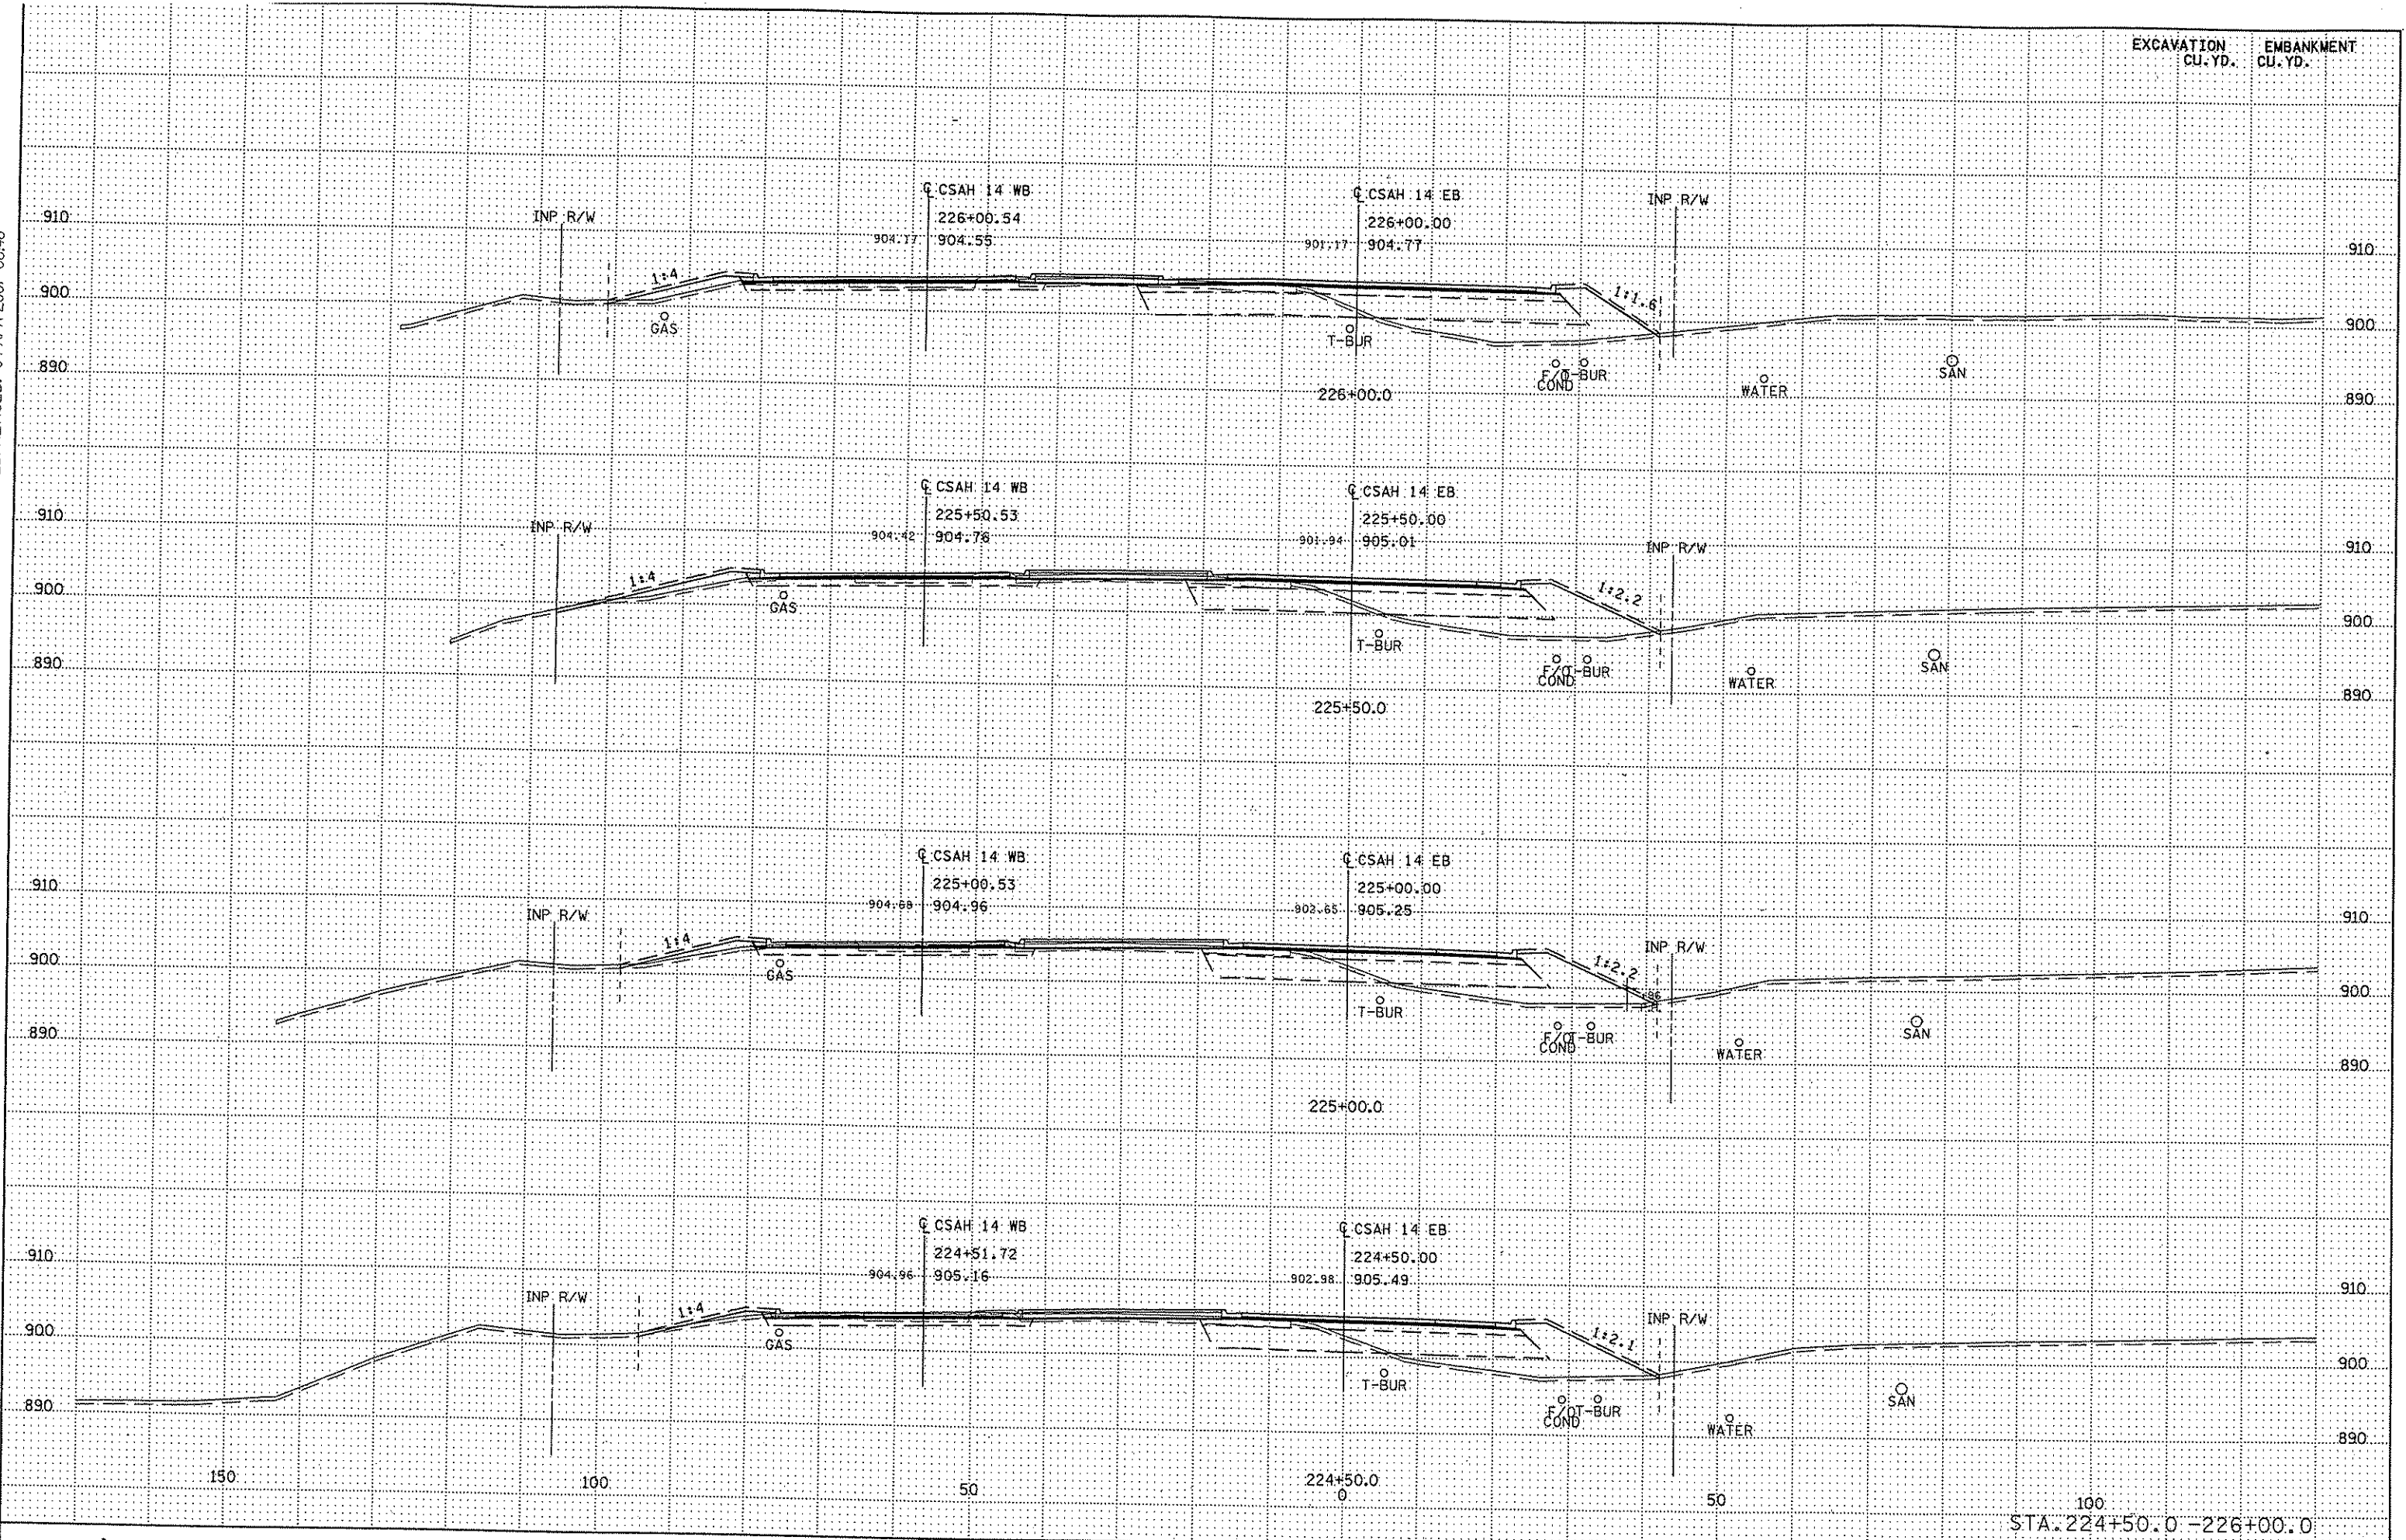 EXCAVATION EMBANKMENT
CU.YD. CU.YD.
℄ CSAH 14 WB
226+00.54
904.17 904.55
℄ CSAH 14 EB
226+00.00
901.17 904.77
INP R/W
INP R/W
910
910
1:4
1:1.6
900
900
GAS
T-BUR
F/O T-BUR
COND
WATER
SAN
890
890
226+00.0
℄ CSAH 14 WB
225+50.53
904.42 904.76
℄ CSAH 14 EB
225+50.00
901.94 905.01
INP R/W
INP R/W
910
910
1:4
1:2.2
900
900
GAS
T-BUR
F/O T-BUR
COND
WATER
SAN
890
890
225+50.0
℄ CSAH 14 WB
225+00.53
904.68 904.96
℄ CSAH 14 EB
225+00.00
902.65 905.25
INP R/W
INP R/W
910
910
1:4
1:2.2
900
900
GAS
T-BUR
F/O T-BUR
COND
WATER
SAN
890
890
225+00.0
℄ CSAH 14 WB
224+51.72
904.96 905.16
℄ CSAH 14 EB
224+50.00
902.98 905.49
INP R/W
INP R/W
910
910
1:4
1:2.1
900
900
GAS
T-BUR
F/O T-BUR
COND
WATER
SAN
890
890
224+50.0
150 100 50 0 50 100
STA.224+50.0 -226+00.0